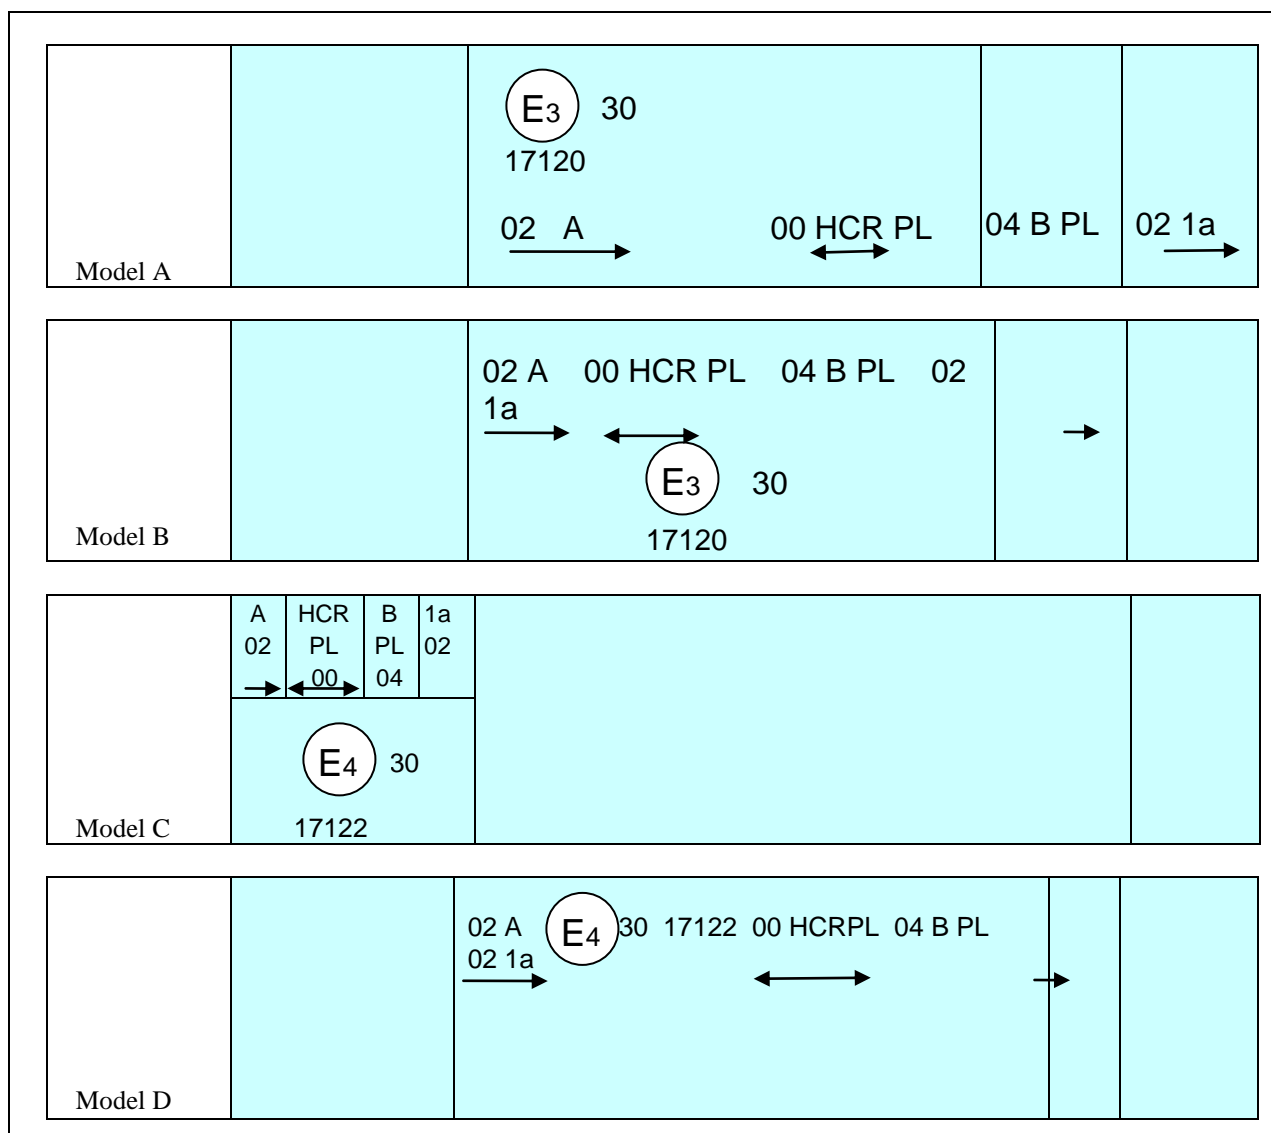 E3 30
17120
02 A 00 HCR PL 04 B PL 02 1a
Model A
02 A 00 HCR PL 04 B PL 02
1a
E3 30
17120
Model B
A HCR B 1a
02 PL PL 02
00 04
E4 30
17122
Model C
02 A E4 30 17122 00 HCRPL 04 B PL
02 1a
Model D